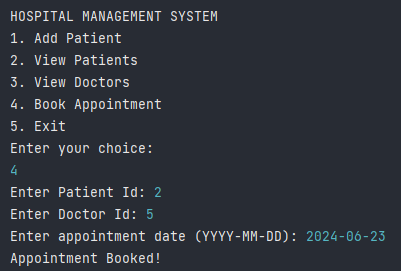 HOSPITAL MANAGEMENT SYSTEM
1. Add Patient
2. View Patients
3. View Doctors
4. Book Appointment
5. Exit
Enter your choice:
4
Enter Patient Id: 2
Enter Doctor Id: 5
Enter appointment date (YYYY-MM-DD): 2024-06-23
Appointment Booked!